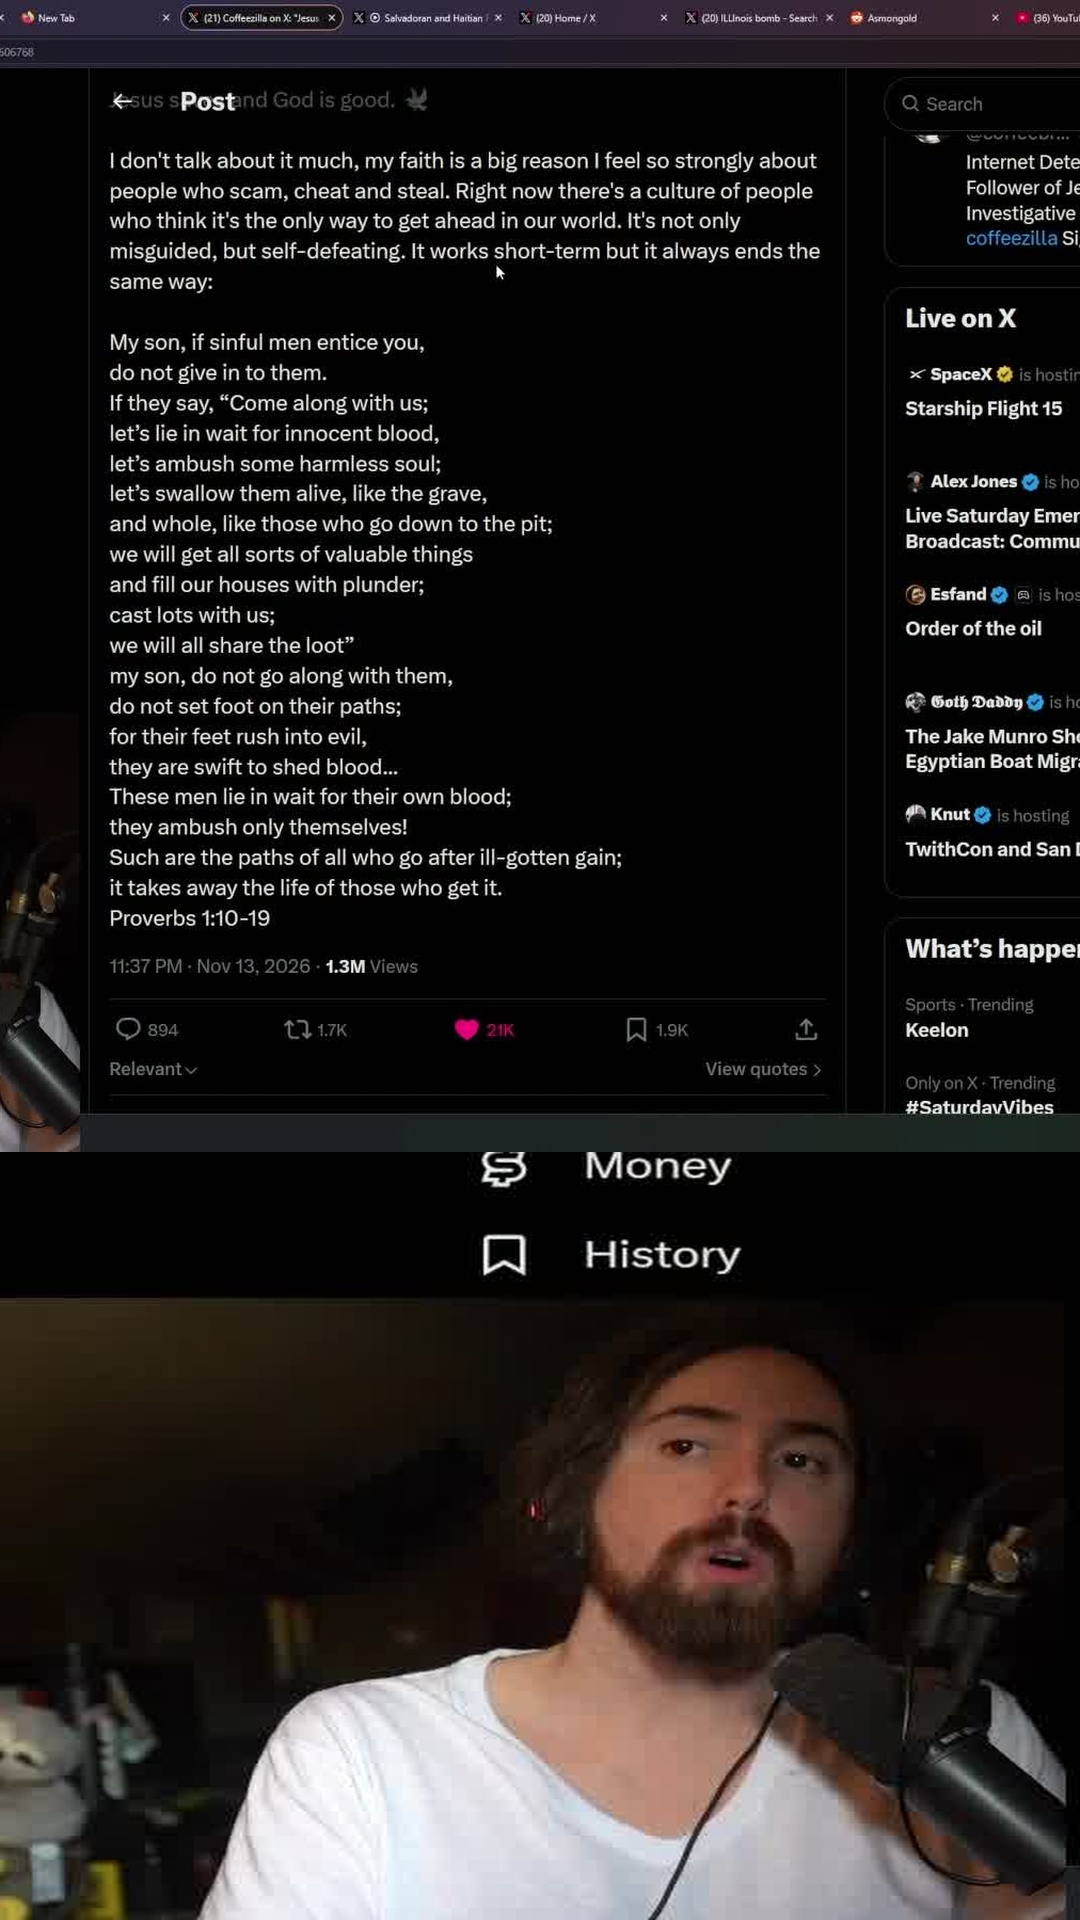 New Tab
(21) Coffeezilla on X: "Jesus
Salvadoran and Haitian
(20) Home / X
(20) ILLInois bomb - Search
Asmongold
(36) YouTu
606768
Post
and God is good.
I don't talk about it much, my faith is a big reason I feel so strongly about
people who scam, cheat and steal. Right now there's a culture of people
who think it's the only way to get ahead in our world. It's not only
misguided, but self-defeating. It works short-term but it always ends the
same way:
My son, if sinful men entice you,
do not give in to them.
If they say, “Come along with us;
let’s lie in wait for innocent blood,
let’s ambush some harmless soul;
let’s swallow them alive, like the grave,
and whole, like those who go down to the pit;
we will get all sorts of valuable things
and fill our houses with plunder;
cast lots with us;
we will all share the loot”
my son, do not go along with them,
do not set foot on their paths;
for their feet rush into evil,
they are swift to shed blood...
These men lie in wait for their own blood;
they ambush only themselves!
Such are the paths of all who go after ill-gotten gain;
it takes away the life of those who get it.
Proverbs 1:10-19
11:37 PM · Nov 13, 2026 · 1.3M Views
894 1.7K 21K 1.9K
Relevant
View quotes
Search
Internet Dete
Follower of Je
Investigative
coffeezilla Si
Live on X
SpaceX is hostin
Starship Flight 15
Alex Jones is ho
Live Saturday Emer
Broadcast: Commu
Esfand is hos
Order of the oil
Goth Daddy is h
The Jake Munro Sh
Egyptian Boat Migra
Knut is hosting
TwithCon and San D
What’s happe
Sports · Trending
Keelon
Only on X · Trending
#SaturdayVibes
Money
History